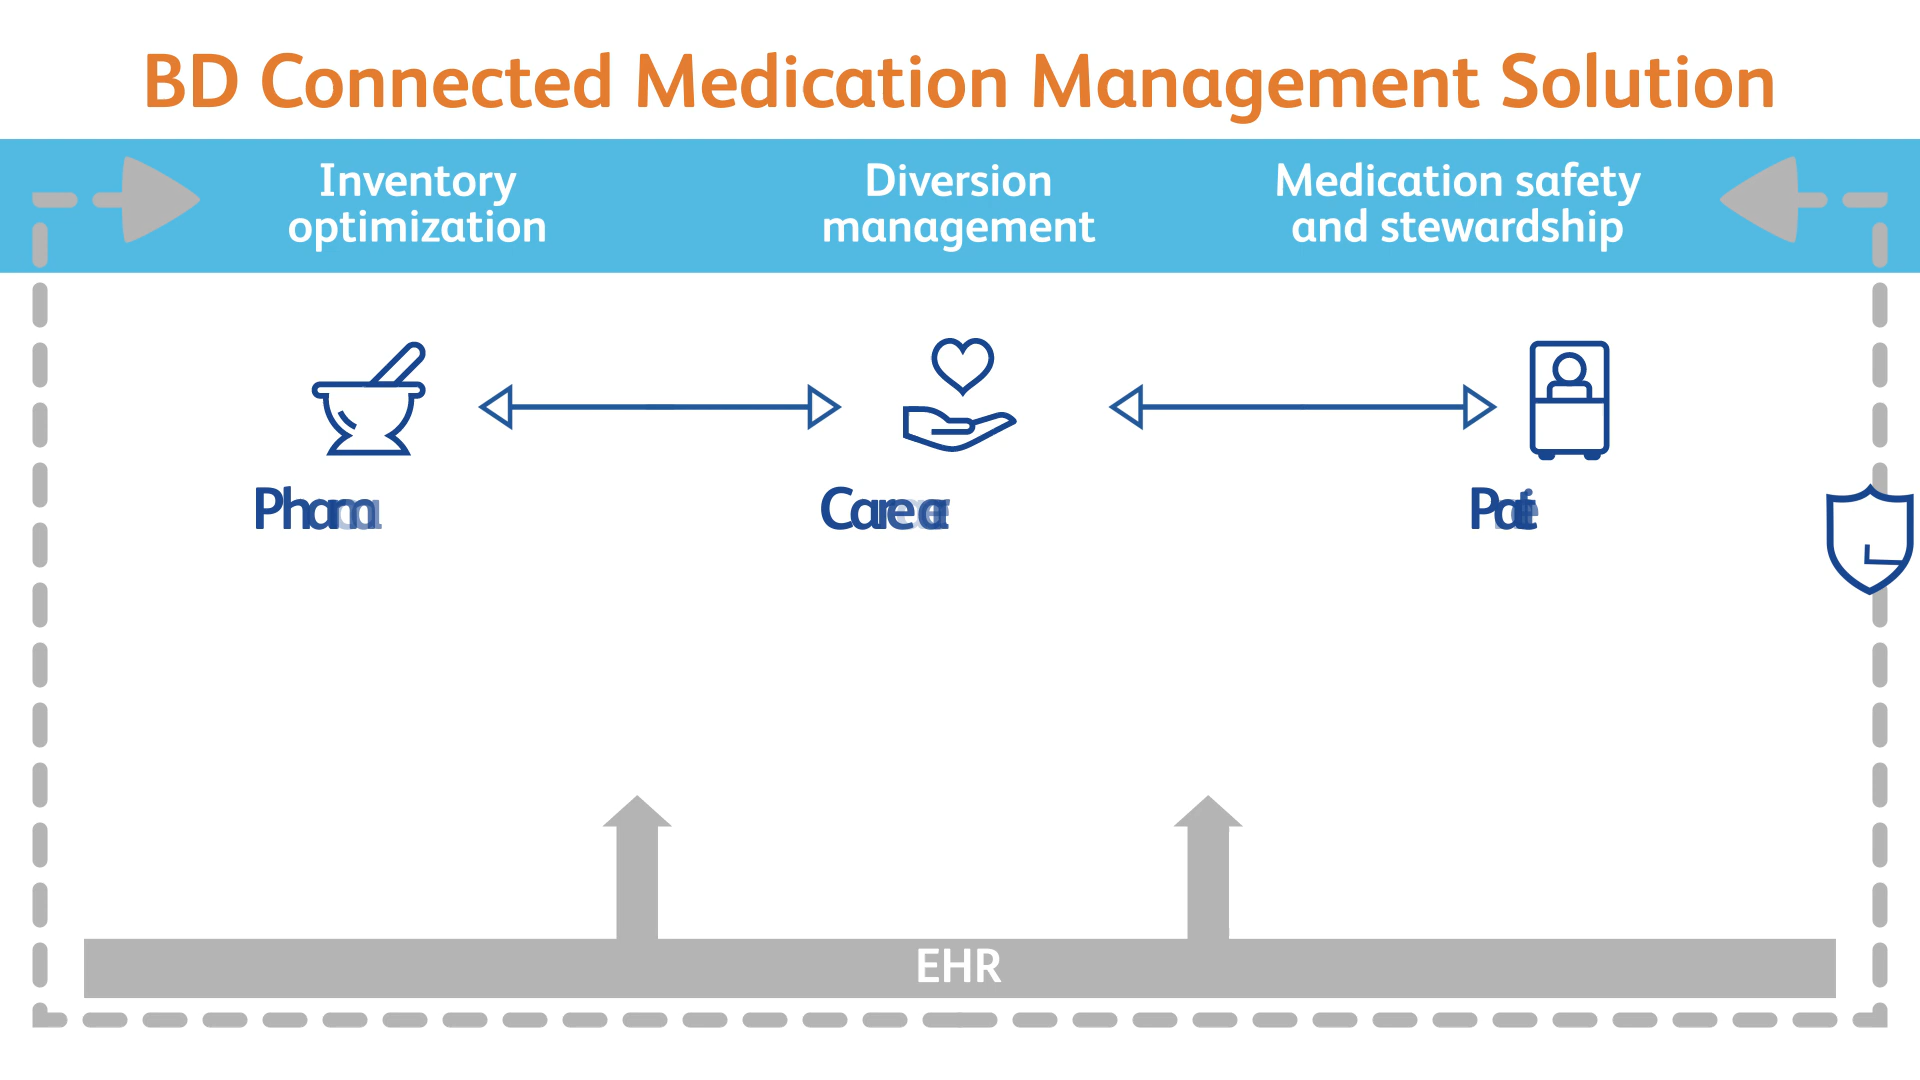 BD Connected Medication Management Solution
Inventory
optimization
Diversion
management
Medication safety
and stewardship
EHR